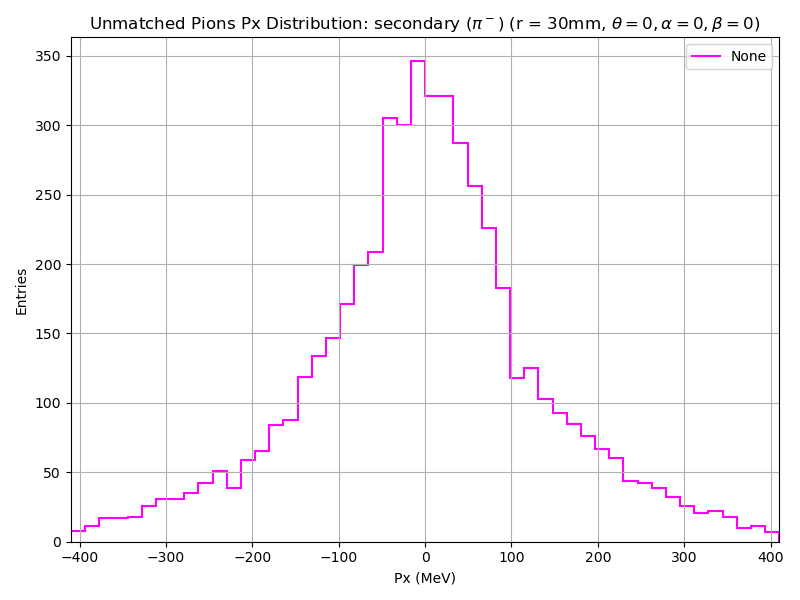 Unmatched Pions Px Distribution: secondary (π⁻) (r = 30mm, θ = 0, α = 0, β = 0)
None
Entries
350
300
250
200
150
100
50
0
−400 −300 −200 −100 0 100 200 300 400
Px (MeV)